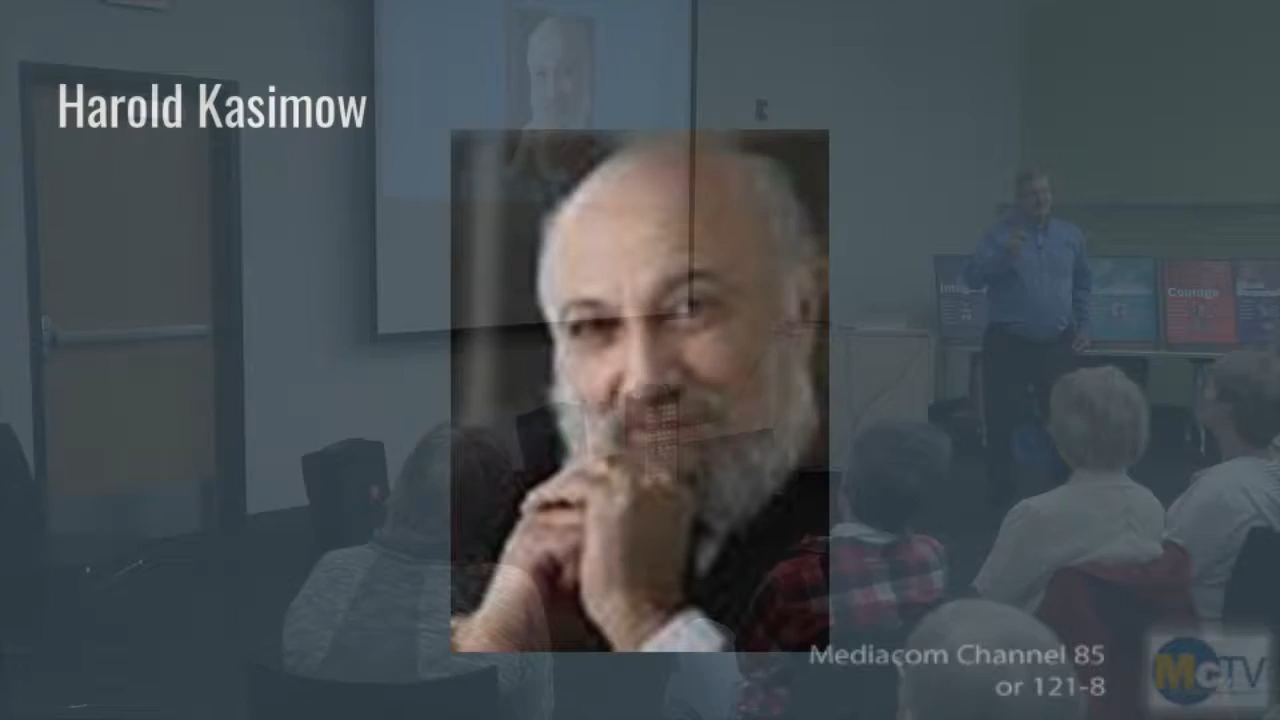 Harold Kasimow
Courage
Mediacom Channel 85
or 121-8
McTV